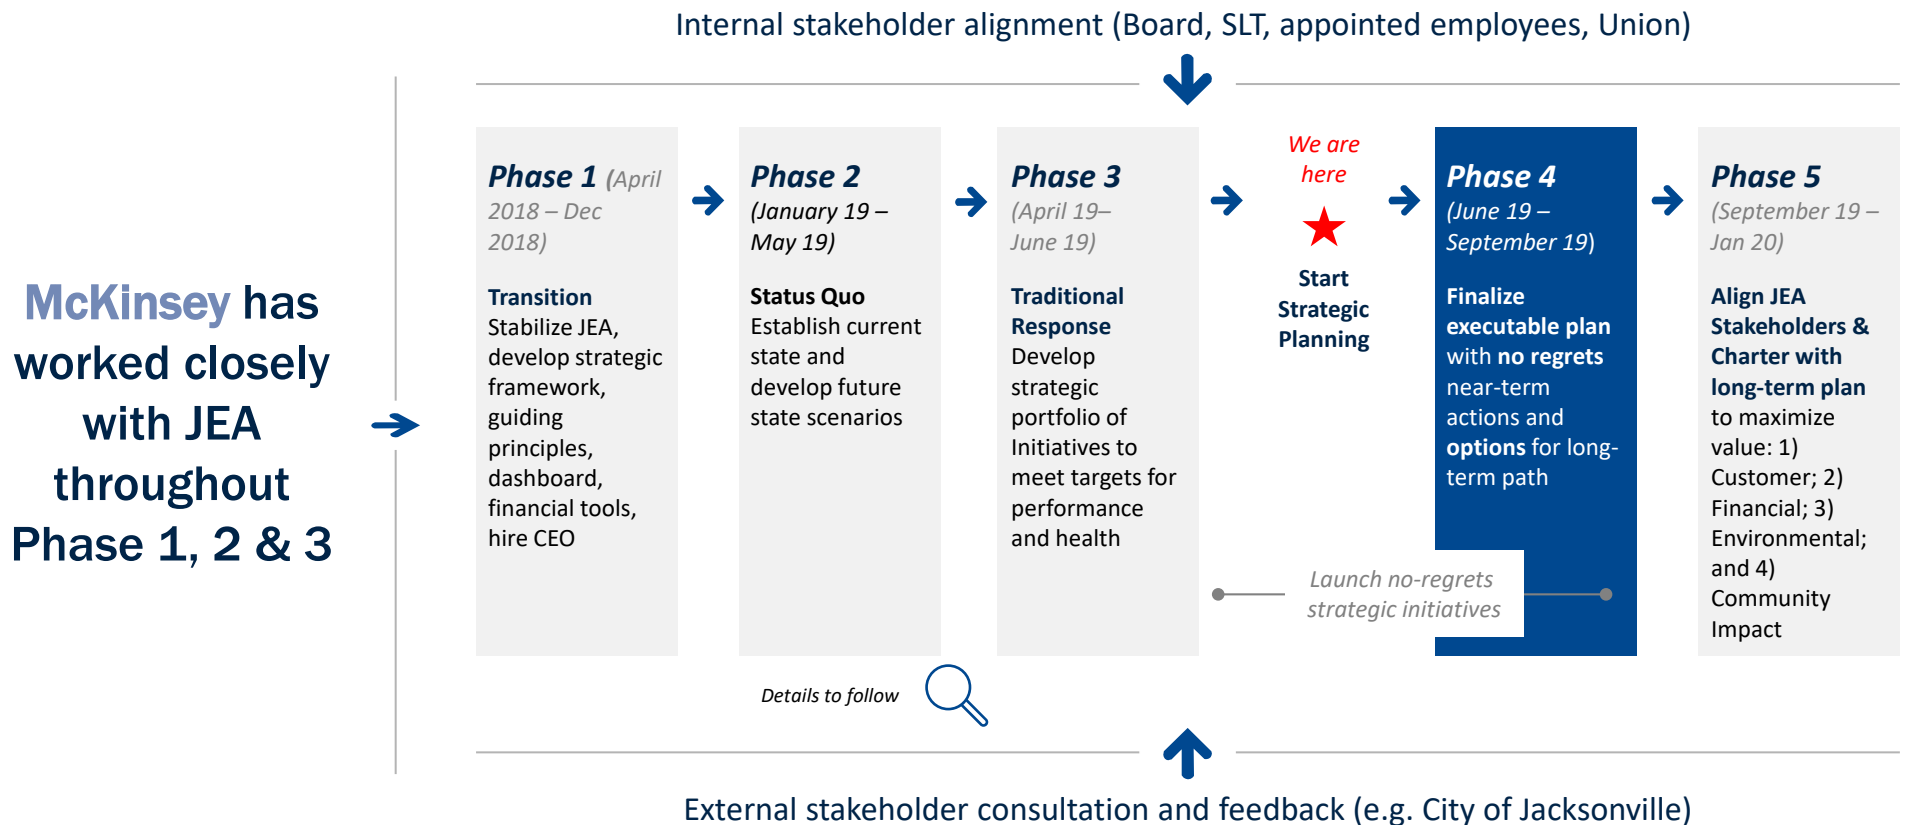 Internal stakeholder alignment (Board, SLT, appointed employees, Union)
McKinsey has
worked closely
with JEA
throughout
Phase 1, 2 & 3
Phase 1 (April
2018 – Dec
2018)
Transition
Stabilize JEA,
develop strategic
framework,
guiding
principles,
dashboard,
financial tools,
hire CEO
Phase 2
(January 19 –
May 19)
Status Quo
Establish current
state and
develop future
state scenarios
Details to follow
Phase 3
(April 19–
June 19)
Traditional
Response
Develop
strategic
portfolio of
Initiatives to
meet targets for
performance
and health
We are
here
Start
Strategic
Planning
Launch no-regrets
strategic initiatives
Phase 4
(June 19 –
September 19)
Finalize
executable plan
with no regrets
near-term
actions and
options for long-
term path
Phase 5
(September 19 –
Jan 20)
Align JEA
Stakeholders &
Charter with
long-term plan
to maximize
value: 1)
Customer; 2)
Financial; 3)
Environmental;
and 4)
Community
Impact
External stakeholder consultation and feedback (e.g. City of Jacksonville)